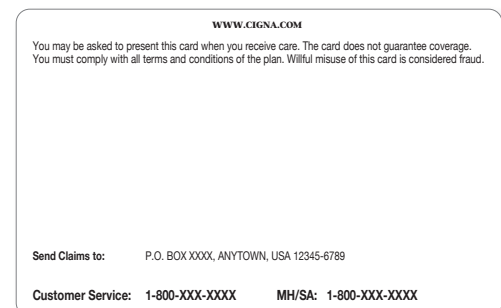 WWW.CIGNA.COM
You may be asked to present this card when you receive care. The card does not guarantee coverage.
You must comply with all terms and conditions of the plan. Willful misuse of this card is considered fraud.
Send Claims to: P.O. BOX XXXX, ANYTOWN, USA 12345-6789
Customer Service: 1-800-XXX-XXXX MH/SA: 1-800-XXX-XXXX